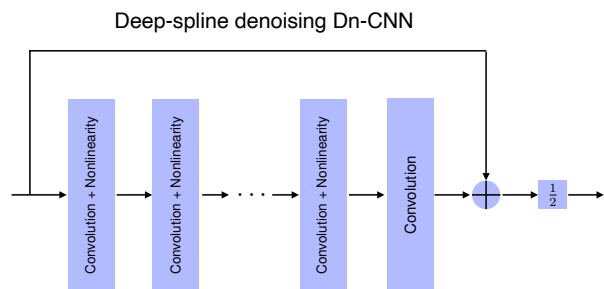 Deep-spline denoising Dn-CNN
Convolution + Nonlinearity
Convolution + Nonlinearity
· · ·
Convolution + Nonlinearity
Convolution
1
2